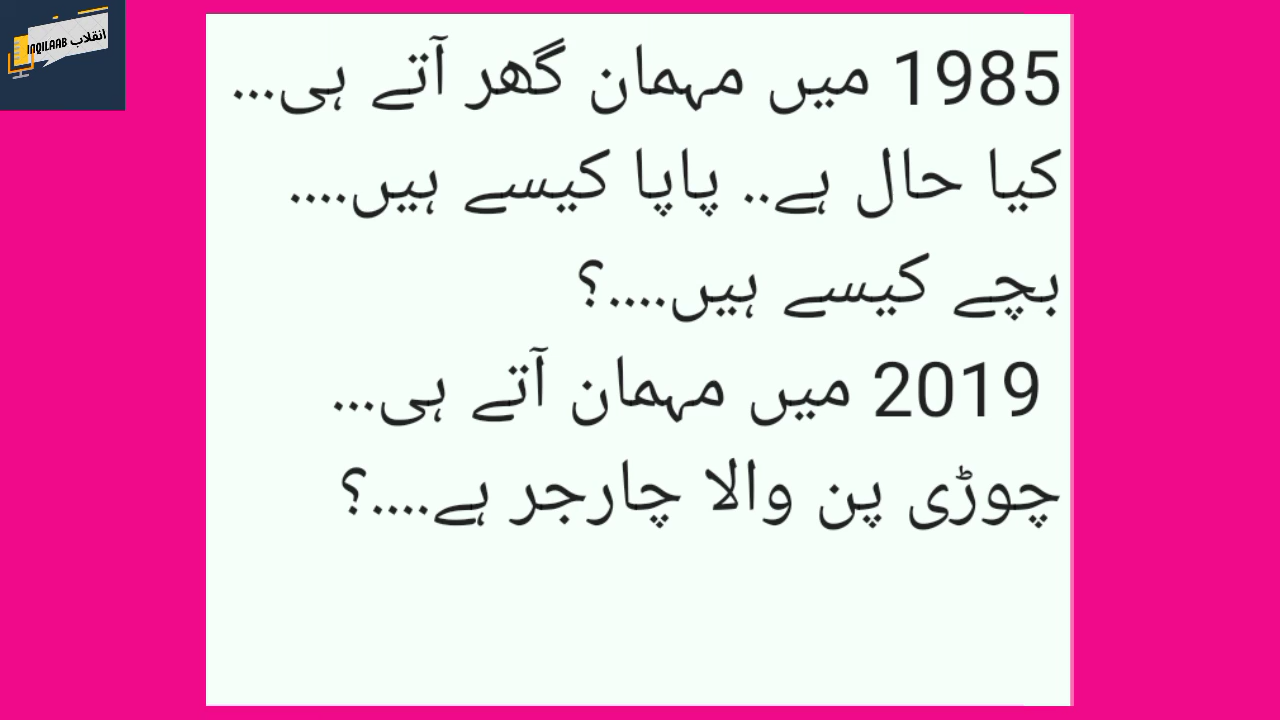 INQILAAB انقلاب
1985 میں مہمان گھر آتے ہی...
کیا حال ہے.. پاپا کیسے ہیں....
بچے کیسے ہیں....؟
2019 میں مہمان آتے ہی...
چوڑی پن والا چارجر ہے....؟